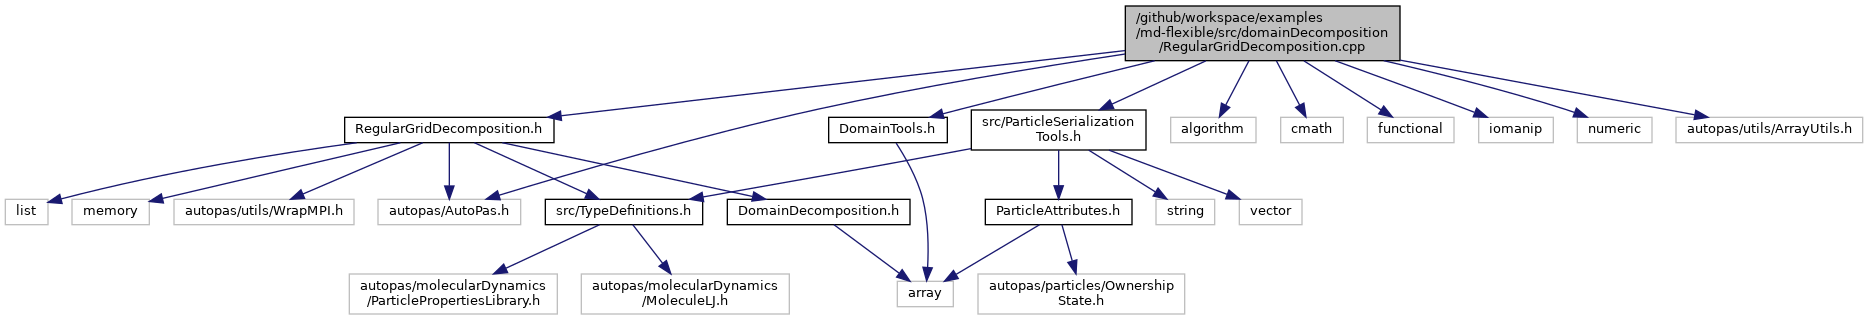 /github/workspace/examples
/md-flexible/src/domainDecomposition
/RegularGridDecomposition.cpp
RegularGridDecomposition.h
DomainTools.h
src/ParticleSerialization
Tools.h
algorithm
cmath
functional
iomanip
numeric
autopas/utils/ArrayUtils.h
list
memory
autopas/utils/WrapMPI.h
autopas/AutoPas.h
src/TypeDefinitions.h
DomainDecomposition.h
ParticleAttributes.h
string
vector
autopas/molecularDynamics
/ParticlePropertiesLibrary.h
autopas/molecularDynamics
/MoleculeLJ.h
array
autopas/particles/Ownership
State.h